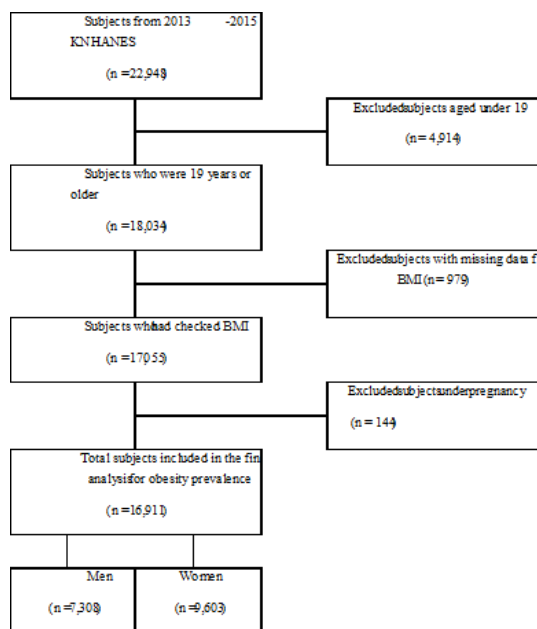 Subjects from 2013 -2015
KNHANES
(n =22,948)
Excludedsubjects aged under 19
(n= 4,914)
Subjects who were 19 years or
older
(n =18,034)
Excludedsubjects with missing data f
BMI(n= 979)
Subjects whohad checked BMI
(n =17,055)
Excludedsubjectsunderpregnancy
(n = 144)
Total subjects included in the fin
analysisfor obesity prevalence
(n =16,911)
Men
(n =7,308)
Women
(n =9,603)